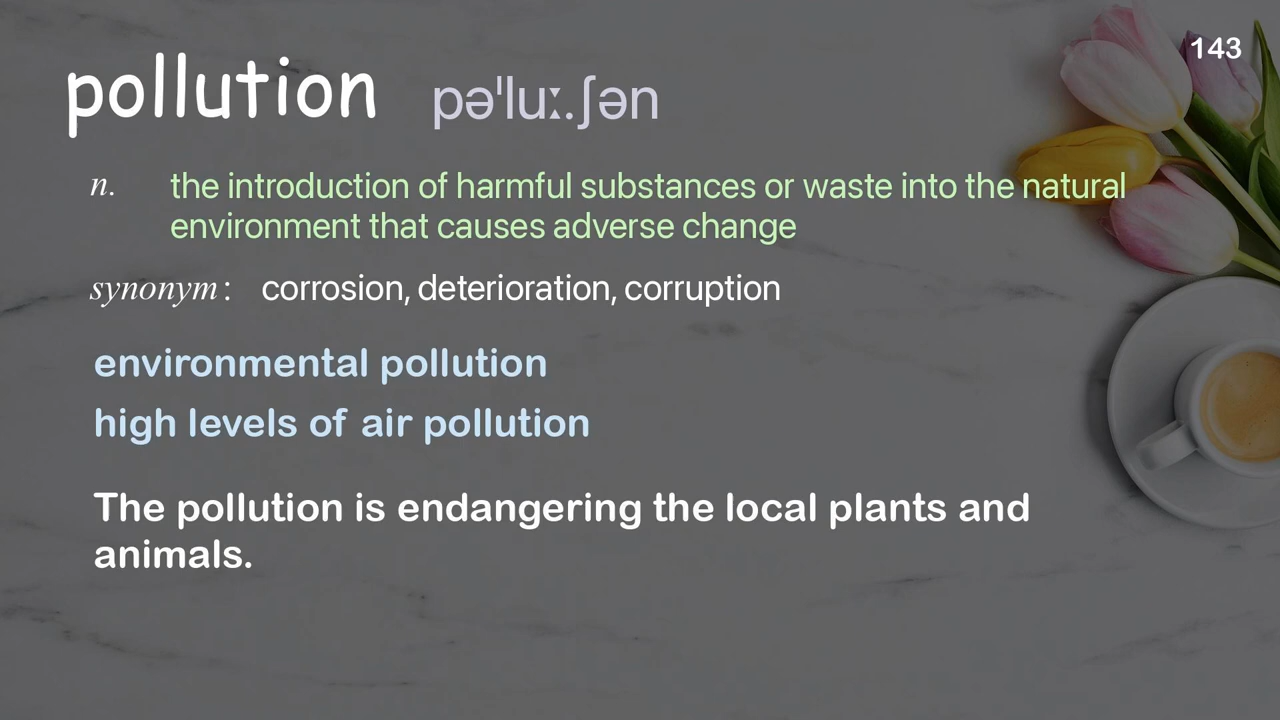 143
pollution pəˈluː.ʃən
n. the introduction of harmful substances or waste into the natural
environment that causes adverse change
synonym : corrosion, deterioration, corruption
environmental pollution
high levels of air pollution
The pollution is endangering the local plants and
animals.